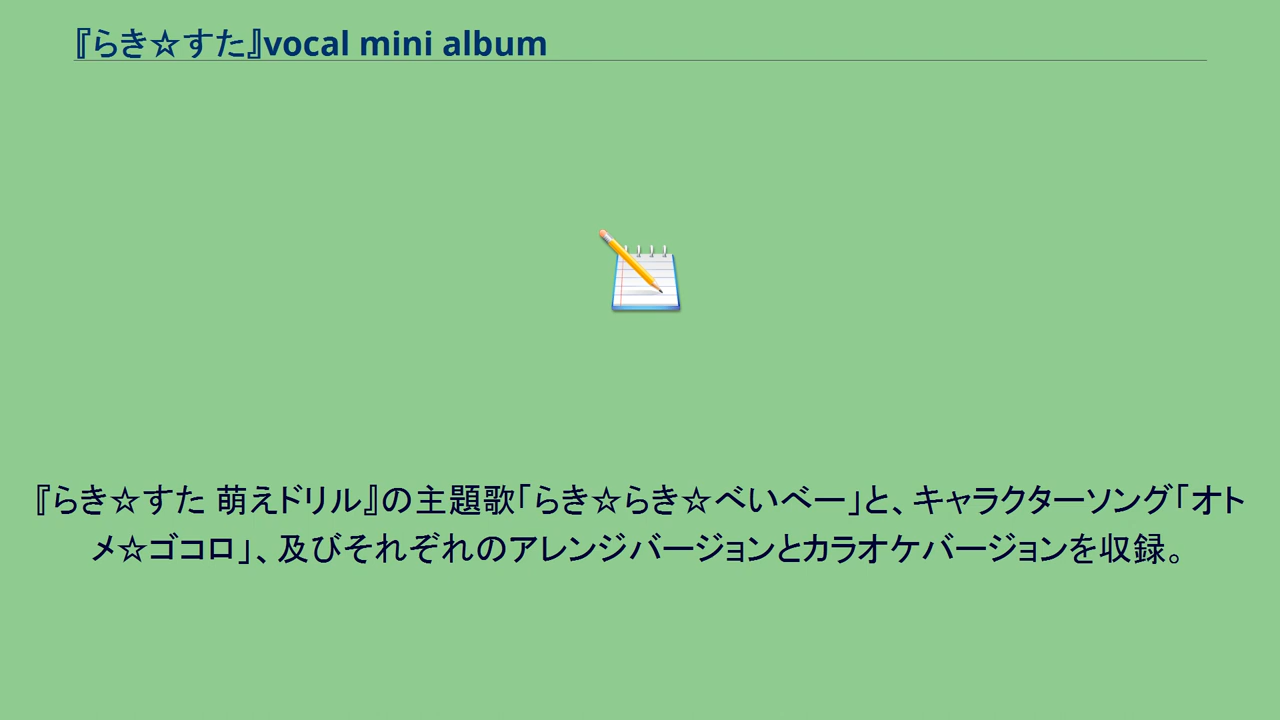 『らき☆すた』vocal mini album
『らき☆すた 萌えドリル』の主題歌「らき☆らき☆べいべー」と、キャラクターソング「オト
メ☆ゴコロ」、及びそれぞれのアレンジバージョンとカラオケバージョンを収録。